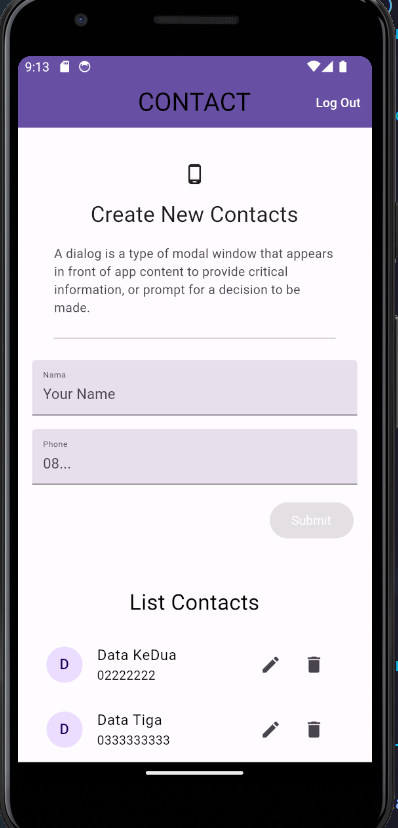 9:13
CONTACT
Log Out
Create New Contacts
A dialog is a type of modal window that appears
in front of app content to provide critical
information, or prompt for a decision to be
made.
Nama
Your Name
Phone
08...
Submit
List Contacts
D
Data KeDua
02222222
D
Data Tiga
0333333333